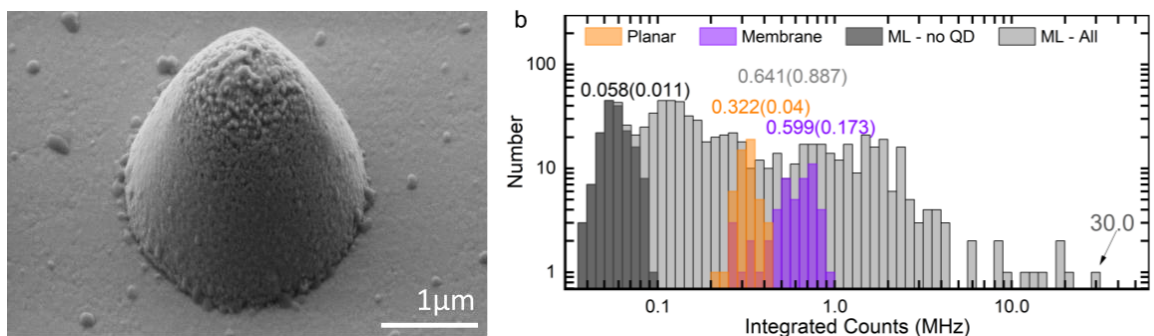 1μm
b
Planar
Membrane
ML - no QD
ML - All
0.641(0.887)
0.058(0.011)
0.322(0.04)
0.599(0.173)
30.0
100
10
1
Number
0.1
1.0
10.0
Integrated Counts (MHz)